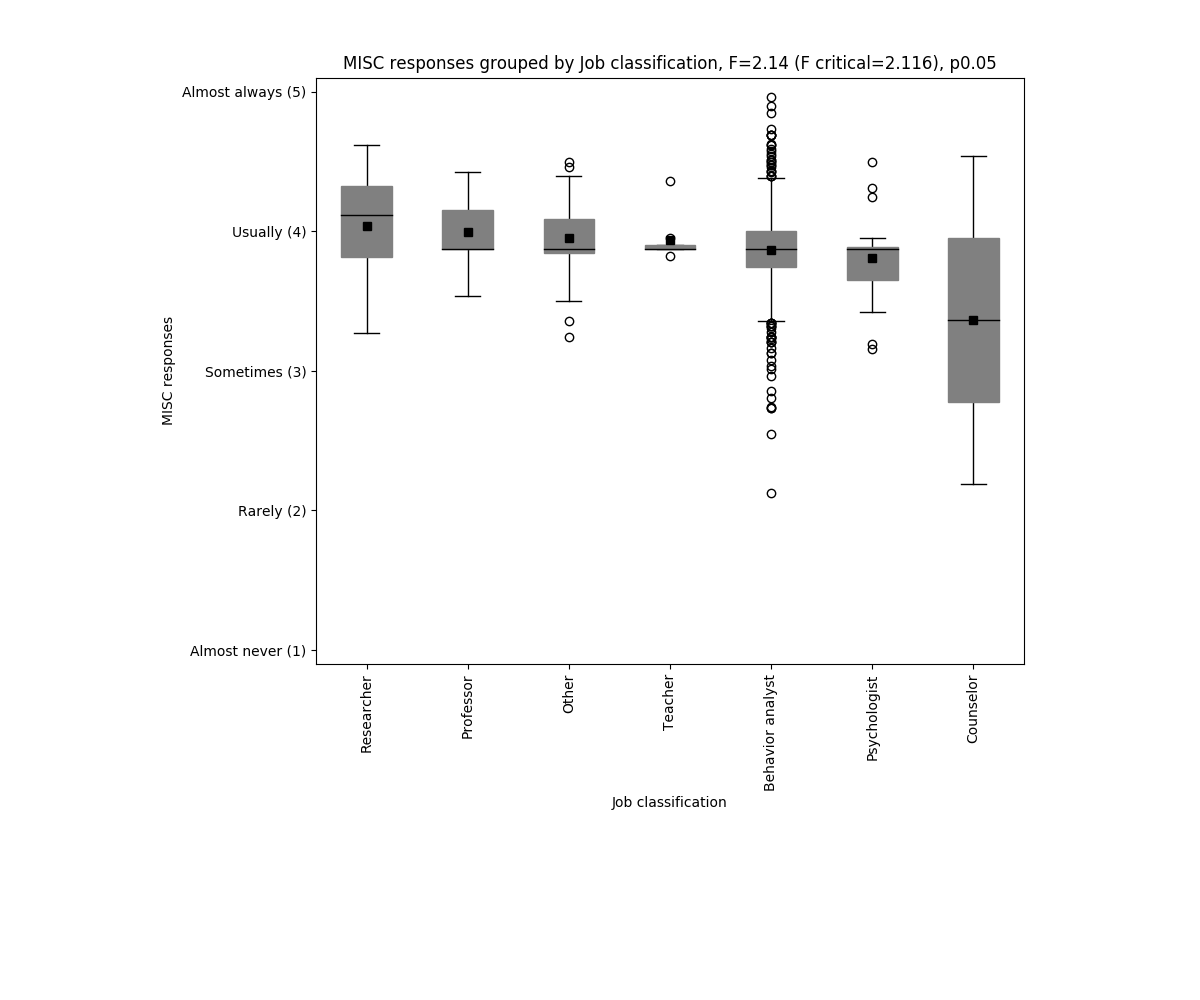 MISC responses grouped by Job classification, F=2.14 (F critical=2.116), p0.05
Almost always (5)
Usually (4)
Sometimes (3)
Rarely (2)
Almost never (1)
MISC responses
Researcher
Professor
Other
Teacher
Behavior analyst
Psychologist
Counselor
Job classification